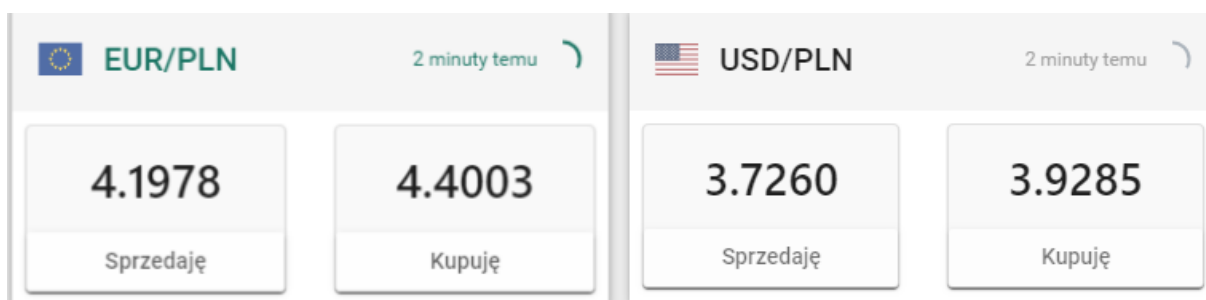 EUR/PLN 2 minuty temu
4.1978 4.4003
Sprzedaję Kupuję
USD/PLN 2 minuty temu
3.7260 3.9285
Sprzedaję Kupuję